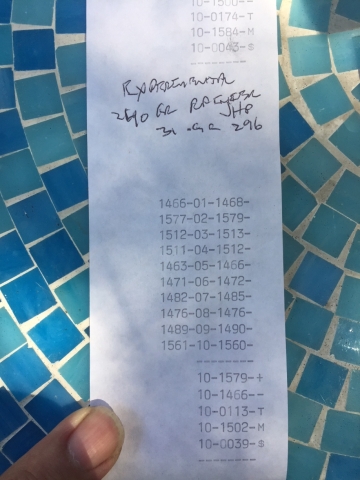 10-0174-T
10-1584-M
10-0043-S
296
1466-01-1468-
1577-02-1579-
1512-03-1513-
1511-04-1512-
1463-05-1466-
1471-06-1472-
1482-07-1485-
1476-08-1476-
1489-09-1490-
1561-10-1560-
--------
10-1579-+
10-1466--
10-0113-T
10-1502-M
10-0039-S
--------